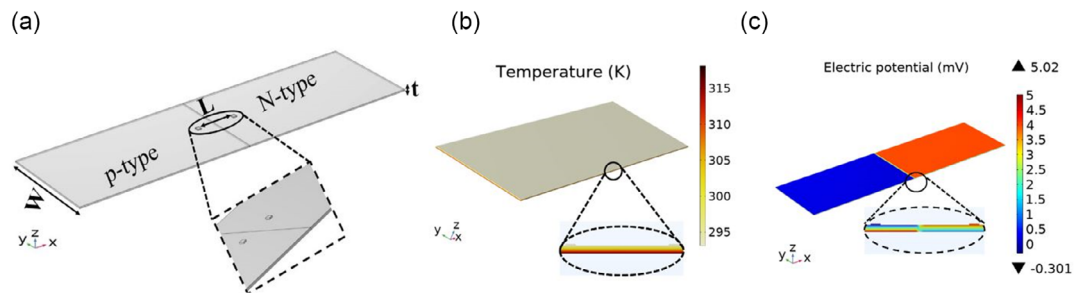 (a)
L
N-type
t
p-type
W
y z x
(b)
Temperature (K)
315
310
305
300
295
y z x
(c)
Electric potential (mV)
▲ 5.02
5
4.5
4
3.5
3
2.5
2
1.5
1
0.5
0
▼ -0.301
y z x